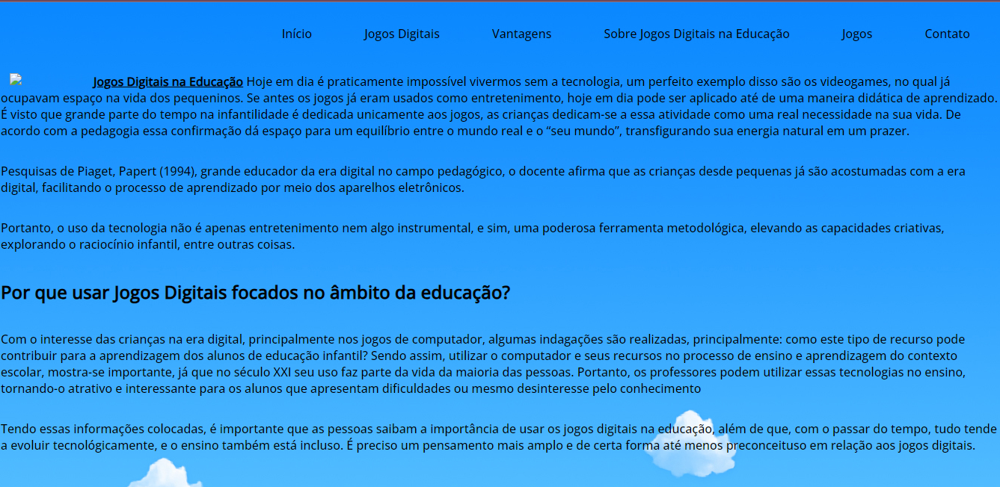 Início Jogos Digitais Vantagens Sobre Jogos Digitais na Educação Jogos Contato
Jogos Digitais na Educação Hoje em dia é praticamente impossível vivermos sem a tecnologia, um perfeito exemplo disso são os videogames, no qual já
ocupavam espaço na vida dos pequeninos. Se antes os jogos já eram usados como entretenimento, hoje em dia pode ser aplicado até de uma maneira didática de aprendizado.
É visto que grande parte do tempo na infantilidade é dedicada unicamente aos jogos, as crianças dedicam-se a essa atividade como uma real necessidade na sua vida. De
acordo com a pedagogia essa confirmação dá espaço para um equilíbrio entre o mundo real e o “seu mundo”, transfigurando sua energia natural em um prazer.
Pesquisas de Piaget, Papert (1994), grande educador da era digital no campo pedagógico, o docente afirma que as crianças desde pequenas já são acostumadas com a era
digital, facilitando o processo de aprendizado por meio dos aparelhos eletrônicos.
Portanto, o uso da tecnologia não é apenas entretenimento nem algo instrumental, e sim, uma poderosa ferramenta metodológica, elevando as capacidades criativas,
explorando o raciocínio infantil, entre outras coisas.
Por que usar Jogos Digitais focados no âmbito da educação?
Com o interesse das crianças na era digital, principalmente nos jogos de computador, algumas indagações são realizadas, principalmente: como este tipo de recurso pode
contribuir para a aprendizagem dos alunos de educação infantil? Sendo assim, utilizar o computador e seus recursos no processo de ensino e aprendizagem do contexto
escolar, mostra-se importante, já que no século XXI seu uso faz parte da vida da maioria das pessoas. Portanto, os professores podem utilizar essas tecnologias no ensino,
tornando-o atrativo e interessante para os alunos que apresentam dificuldades ou mesmo desinteresse pelo conhecimento
Tendo essas informações colocadas, é importante que as pessoas saibam a importância de usar os jogos digitais na educação, além de que, com o passar do tempo, tudo tende
a evoluir tecnológicamente, e o ensino também está incluso. É preciso um pensamento mais amplo e de certa forma até menos preconceituso em relação aos jogos digitais.